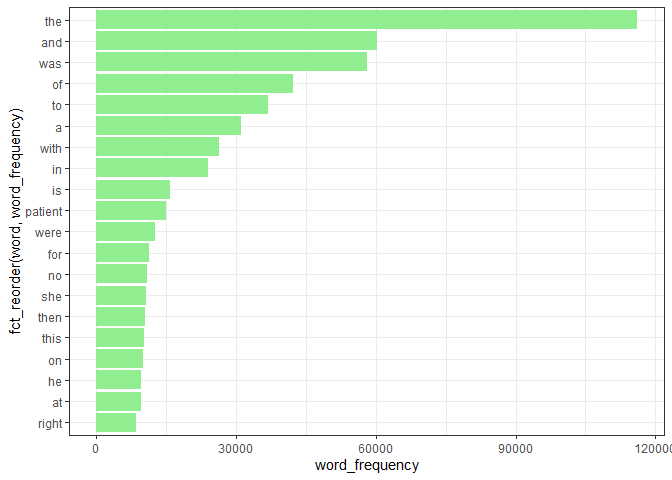 the
and
was
of
to
a
with
in
is
patient
were
for
no
she
then
this
on
he
at
right
fct_reorder(word, word_frequency)
0 30000 60000 90000 120000
word_frequency